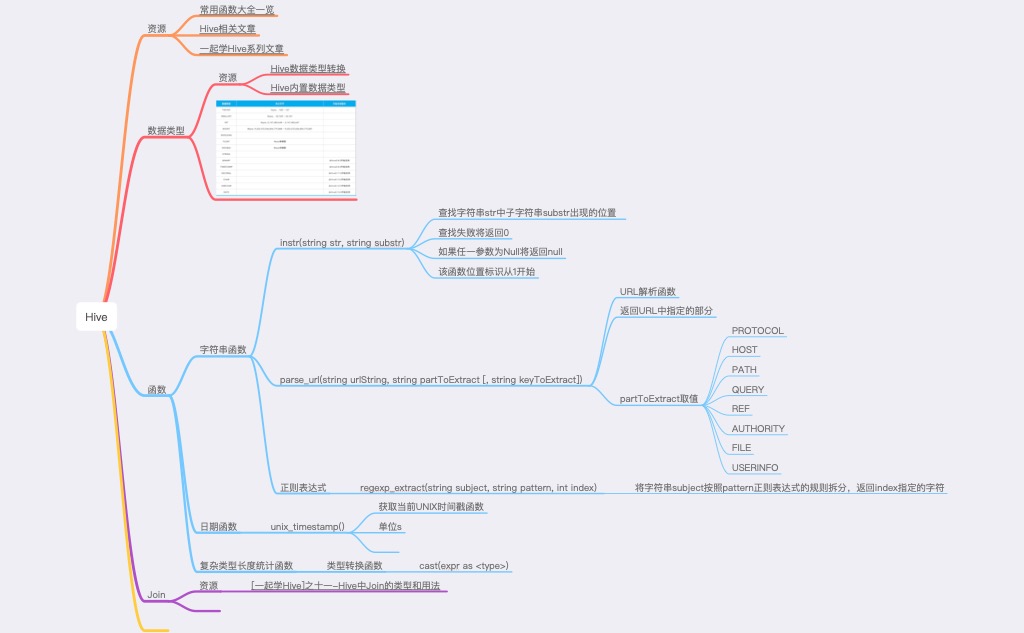 常用函数大全一览
资源
Hive相关文章
一起学Hive系列文章
Hive数据类型转换
资源
Hive内置数据类型
数据类型
查找字符串str中子字符串substr出现的位置
查找失败将返回0
instr(string str, string substr)
如果任一参数为Null将返回null
该函数位置标识从1开始
URL解析函数
返回URL中指定的部分
Hive
PROTOCOL
HOST
字符串函数
PATH
parse_url(string urlString, string partToExtract [, string keyToExtract])
函数
QUERY
partToExtract取值
REF
AUTHORITY
FILE
USERINFO
正则表达式 regexp_extract(string subject, string pattern, int index) 将字符串subject按照pattern正则表达式的规则拆分，返回index指定的字符
获取当前UNIX时间戳函数
日期函数 unix_timestamp() 单位s
复杂类型长度统计函数 类型转换函数 cast(expr as <type>)
资源 [一起学Hive]之十一-Hive中Join的类型和用法
Join